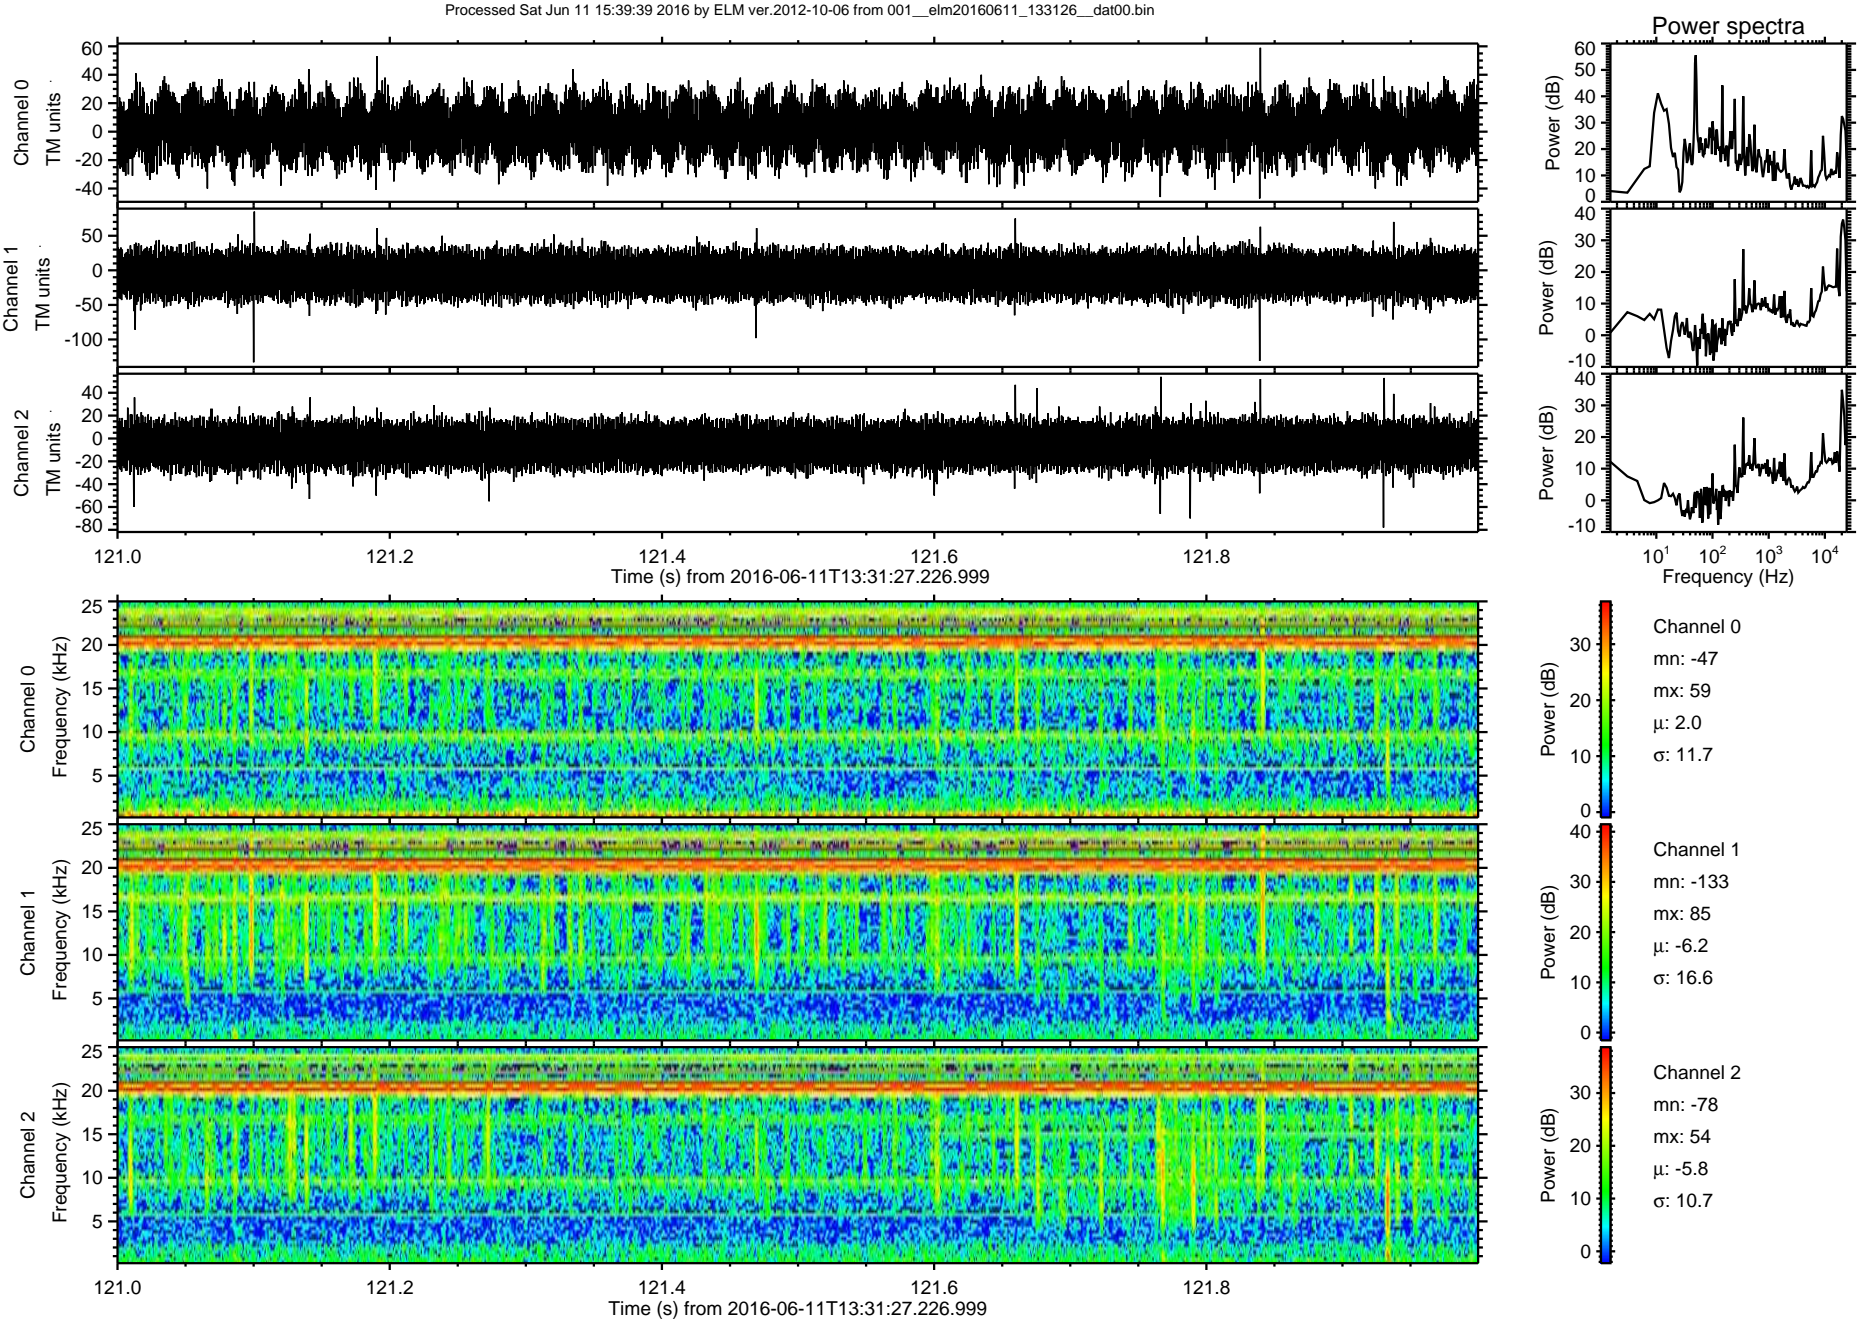 Processed Sat Jun 11 15:39:39 2016 by ELM ver.2012-10-06 from 001__elm20160611_133126__dat00.bin
Power spectra
Channel 0
TM units
60
40
20
0
-20
-40
Power (dB)
60
50
40
30
20
10
0
Channel 1
TM units
50
0
-50
-100
Power (dB)
40
30
20
10
0
-10
Channel 2
TM units
40
20
0
-20
-40
-60
-80
Power (dB)
40
30
20
10
0
-10
121.0 121.2 121.4 121.6 121.8
Time (s) from 2016-06-11T13:31:27.226.999
10¹ 10² 10³ 10⁴
Frequency (Hz)
Channel 0
Frequency (kHz)
25
20
15
10
5
Power (dB)
30
20
10
0
Channel 0
mn: -47
mx: 59
μ: 2.0
σ: 11.7
Channel 1
Frequency (kHz)
25
20
15
10
5
Power (dB)
40
30
20
10
0
Channel 1
mn: -133
mx: 85
μ: -6.2
σ: 16.6
Channel 2
Frequency (kHz)
25
20
15
10
5
Power (dB)
30
20
10
0
Channel 2
mn: -78
mx: 54
μ: -5.8
σ: 10.7
121.0 121.2 121.4 121.6 121.8
Time (s) from 2016-06-11T13:31:27.226.999